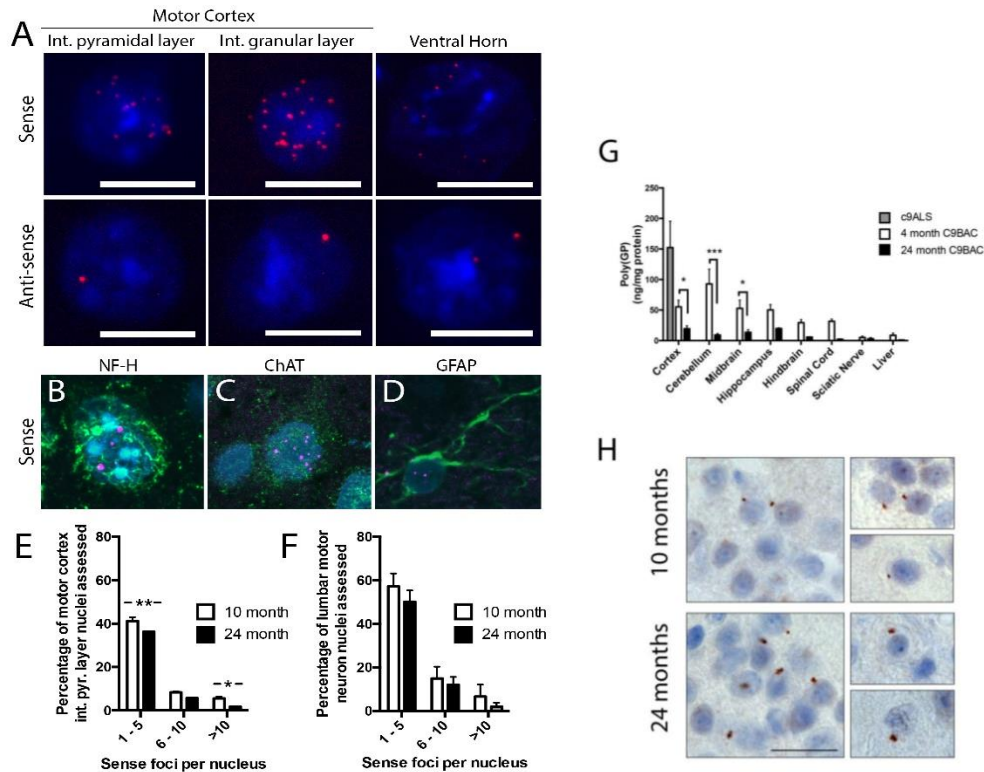 A
Motor Cortex
Int. pyramidal layer
Int. granular layer
Ventral Horn
Sense
Anti-sense
NF-H
ChAT
GFAP
Sense
B
C
D
E
Percentage of motor cortex
int. pyr. layer nuclei assessed
80
60
40
20
0
**
*
10 month
24 month
1 - 5
6 - 10
>10
Sense foci per nucleus
F
Percentage of lumbar motor
neuron nuclei assessed
80
60
40
20
0
10 month
24 month
1 - 5
6 - 10
>10
Sense foci per nucleus
G
Poly(GP)
(ng/mg protein)
250
200
150
100
50
0
*
***
*
c9ALS
4 month C9BAC
24 month C9BAC
Cortex
Cerebellum
Midbrain
Hippocampus
Hindbrain
Spinal Cord
Sciatic Nerve
Liver
H
10 months
24 months